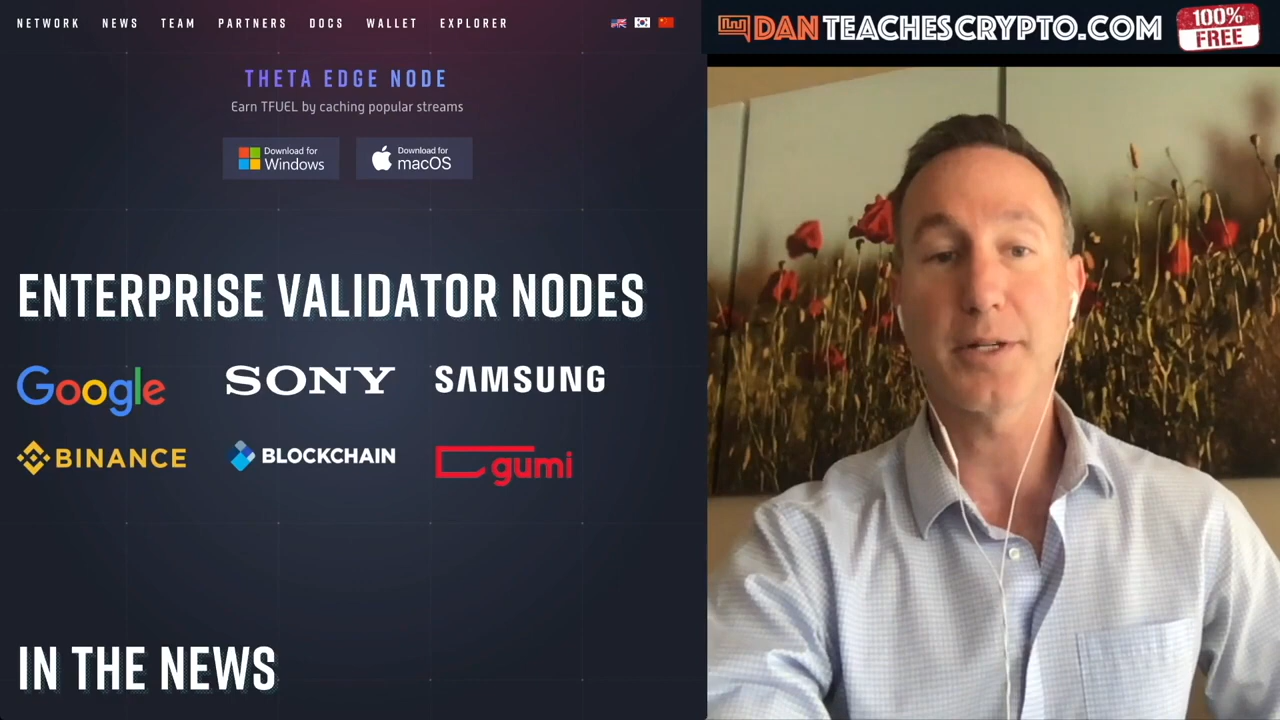 NETWORK NEWS TEAM PARTNERS DOCS WALLET EXPLORER
THETA EDGE NODE
Earn TFUEL by caching popular streams
Download for
Windows
Download for
macOS
ENTERPRISE VALIDATOR NODES
Google SONY SAMSUNG
BINANCE BLOCKCHAIN gumi
IN THE NEWS
DANTEACHESCRYPTO.COM
100%
FREE